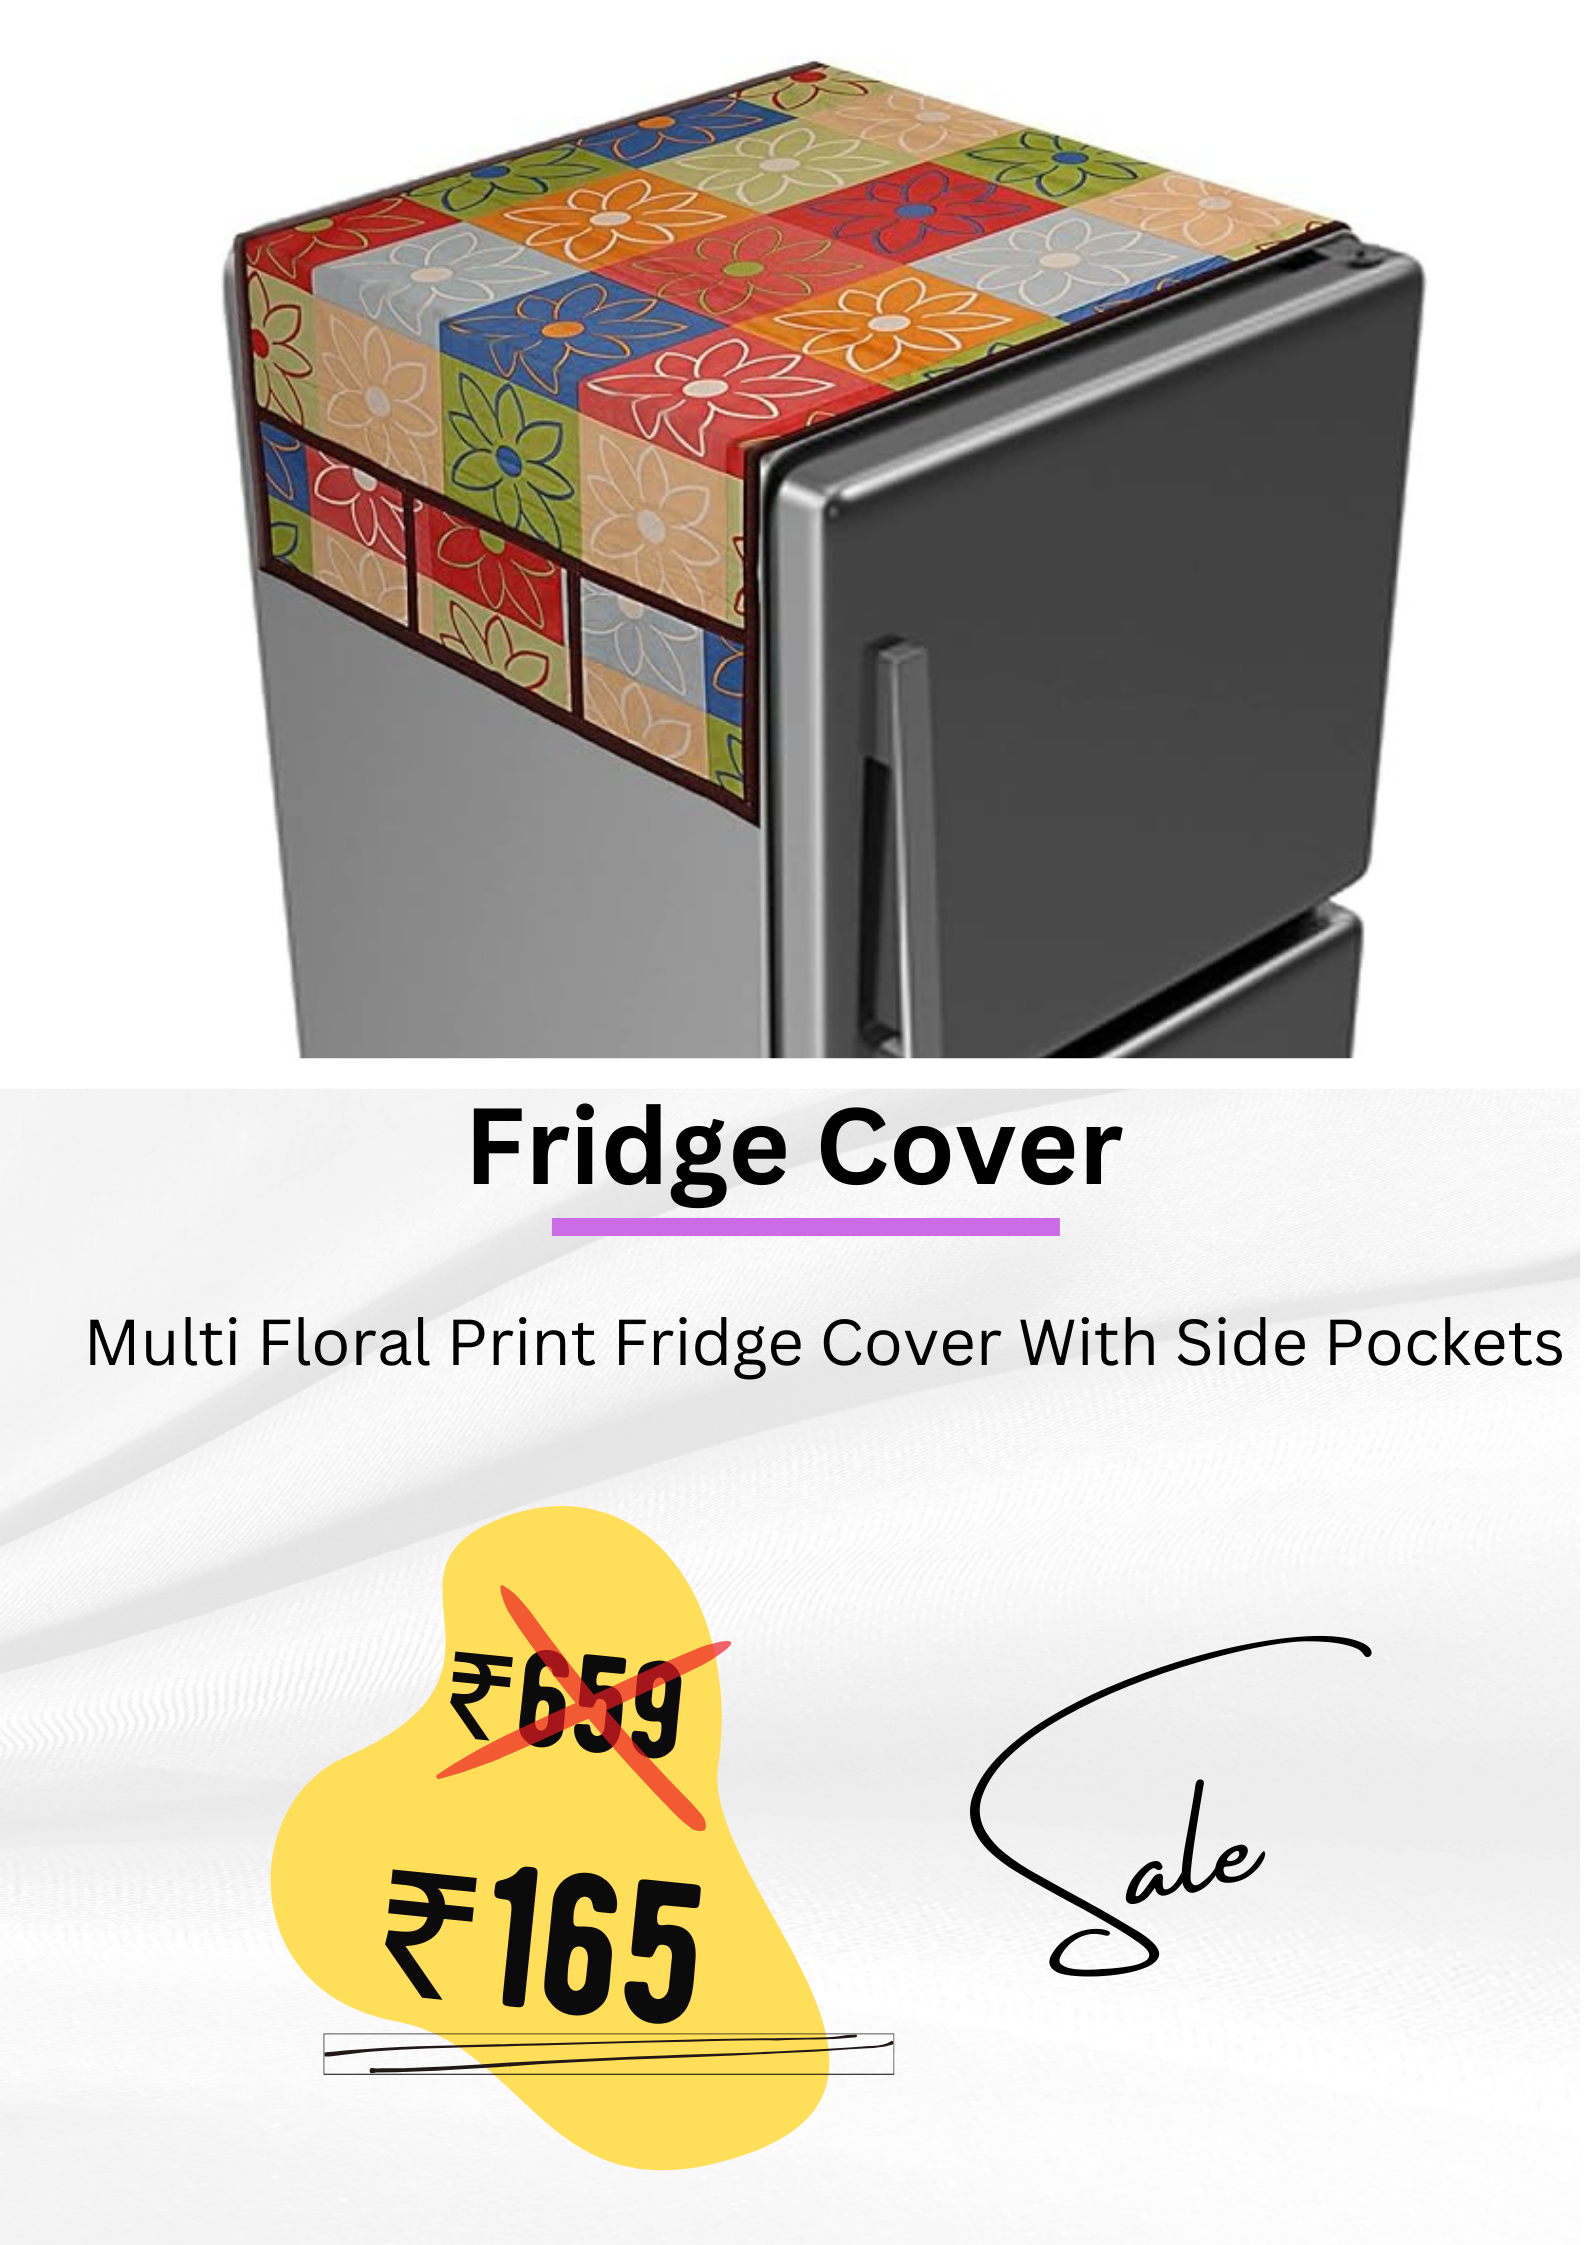 Fridge Cover
Multi Floral Print Fridge Cover With Side Pockets
₹659
₹165
Sale